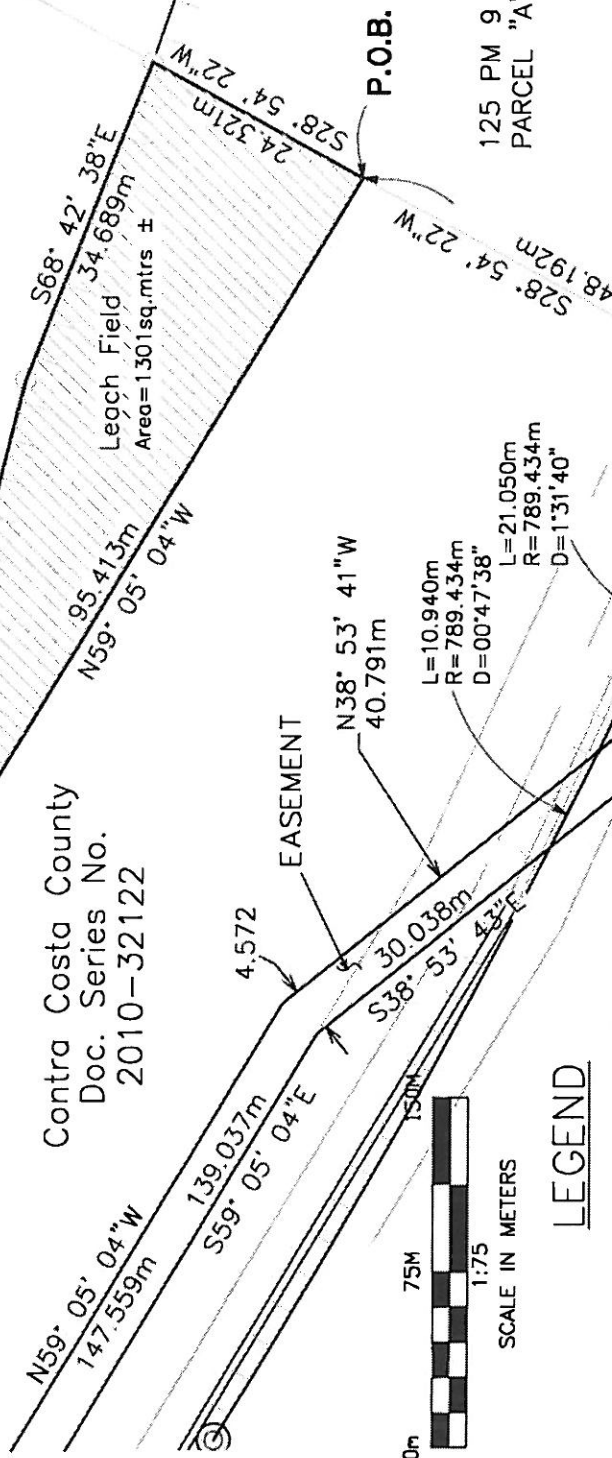 S68° 42' 38"E
34.689m
Leach Field
Area=1301sq.mtrs ±
S28° 54' 22"W
24.321m
P.O.B.
125 PM 9
PARCEL "A"
95.413m
N59° 05' 04"W
S28° 54' 22"W
48.192m
Contra Costa County
Doc. Series No.
2010-32122
EASEMENT
N38° 53' 41"W
40.791m
L=10.940m
R=789.434m
D=00°47'38"
L=21.050m
R=789.434m
D=1°31'40"
4.572
30.038m
S38° 53' 43"E
N59° 05' 04"W
147.559m
139.037m
S59° 05' 04"E
0m 75M 150M
1:75
SCALE IN METERS
LEGEND